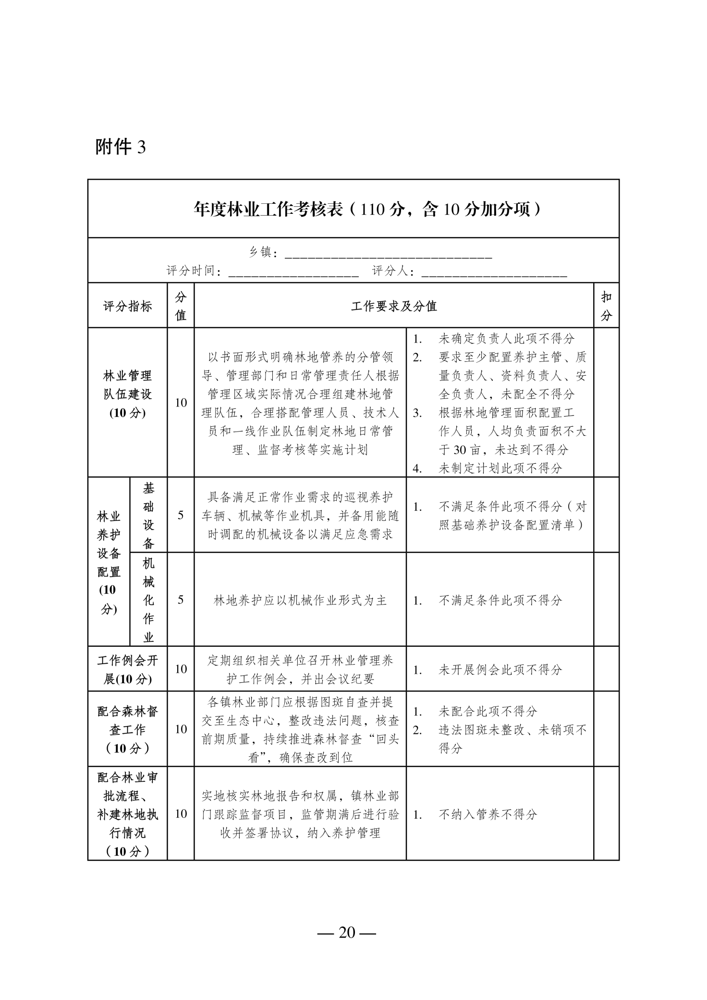 附件 3
年度林业工作考核表（110 分，含 10 分加分项）
乡镇：___________________________
评分时间：_________________ 评分人：___________________
评分指标
分
值
工作要求及分值
扣
分
林业管理
队伍建设
(10 分)
10
以书面形式明确林地管养的分管领
导、管理部门和日常管理责任人根据
管理区域实际情况合理组建林地管
理队伍，合理搭配管理人员、技术人
员和一线作业队伍制定林地日常管
理、监督考核等实施计划
1. 未确定负责人此项不得分
2. 要求至少配置养护主管、质
量负责人、资料负责人、安
全负责人，未配全不得分
3. 根据林地管理面积配置工
作人员，人均负责面积不大
于 30 亩，未达到不得分
4. 未制定计划此项不得分
林业
养护
设备
配置
(10
分)
基
础
设
备
5
具备满足正常作业需求的巡视养护
车辆、机械等作业机具，并备用能随
时调配的机械设备以满足应急需求
1. 不满足条件此项不得分（对
照基础养护设备配置清单）
机
械
化
作
业
5
林地养护应以机械作业形式为主
1. 不满足条件此项不得分
工作例会开
展(10 分)
10
定期组织相关单位召开林业管理养
护工作例会，并出会议纪要
1. 未开展例会此项不得分
配合森林督
查工作
（10 分）
10
各镇林业部门应根据图斑自查并提
交至生态中心，整改违法问题，核查
前期质量，持续推进森林督查“回头
看”，确保查改到位
1. 未配合此项不得分
2. 违法图斑未整改、未销项不
得分
配合林业审
批流程、
补建林地执
行情况
（10 分）
10
实地核实林地报告和权属，镇林业部
门跟踪监督项目，监管期满后进行验
收并签署协议，纳入养护管理
1. 不纳入管养不得分
— 20 —